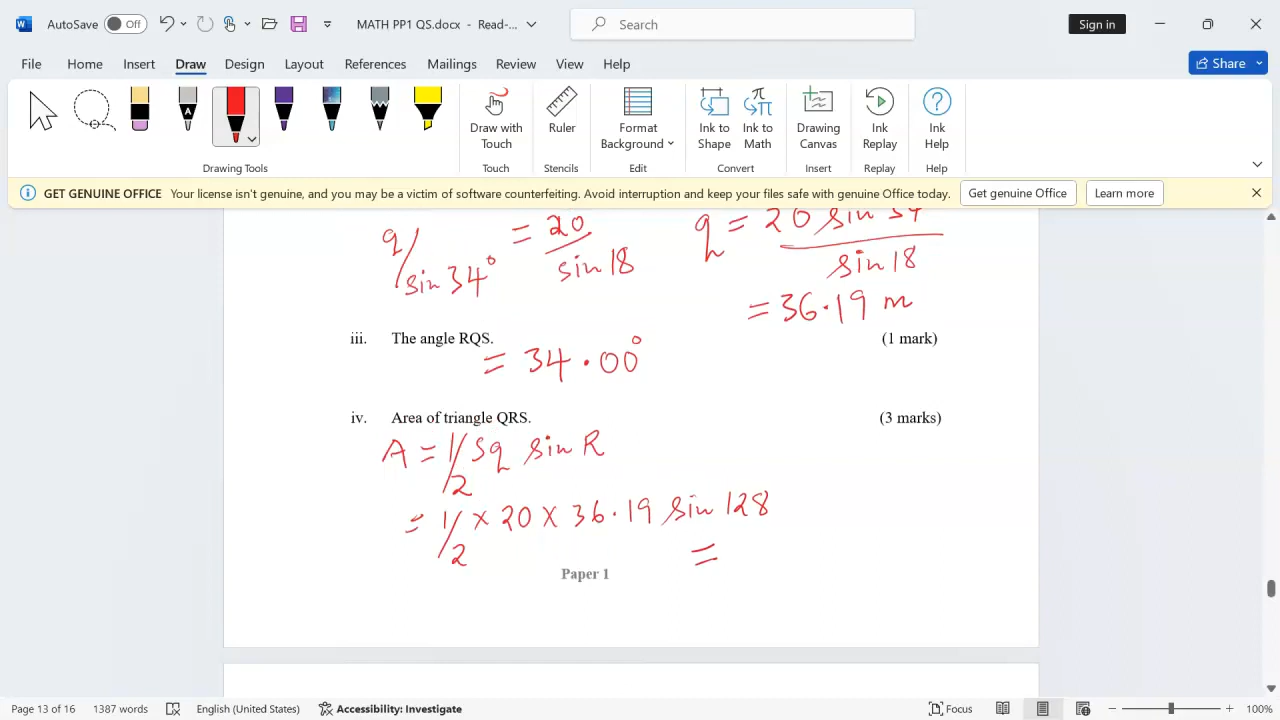 AutoSave Off MATH PP1 QS.docx - Read-... Search Sign in
File Home Insert Draw Design Layout References Mailings Review View Help Share
Draw with Touch Ruler Format Background Ink to Shape Ink to Math Drawing Canvas Ink Replay Ink Help
Drawing Tools Touch Stencils Edit Convert Insert Replay Help
GET GENUINE OFFICE Your license isn't genuine, and you may be a victim of software counterfeiting. Avoid interruption and keep your files safe with genuine Office today. Get genuine Office Learn more
q/sin 34° = 20/sin 18 q = 20 sin 34/sin 18
= 36.19 m
iii. The angle RQS. (1 mark)
= 34.00°
iv. Area of triangle QRS. (3 marks)
A = 1/2 sq sin R
= 1/2 × 20 × 36.19 sin 128
=
Paper 1
Page 13 of 16 1387 words English (United States) Accessibility: Investigate Focus 100%